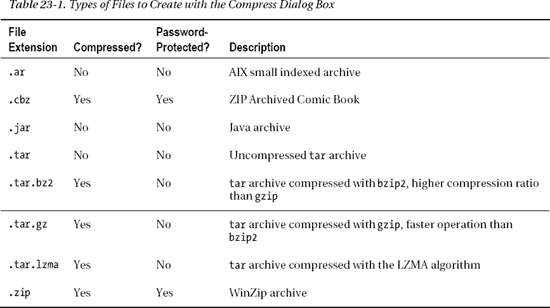 Table 23-1. Types of Files to Create with the Compress Dialog Box
File Extension Compressed? Password-Protected? Description
.ar No No AIX small indexed archive
.cbz Yes Yes ZIP Archived Comic Book
.jar No No Java archive
.tar No No Uncompressed tar archive
.tar.bz2 Yes No tar archive compressed with bzip2, higher compression ratio
than gzip
.tar.gz Yes No tar archive compressed with gzip, faster operation than
bzip2
.tar.lzma Yes No tar archive compressed with the LZMA algorithm
.zip Yes Yes WinZip archive